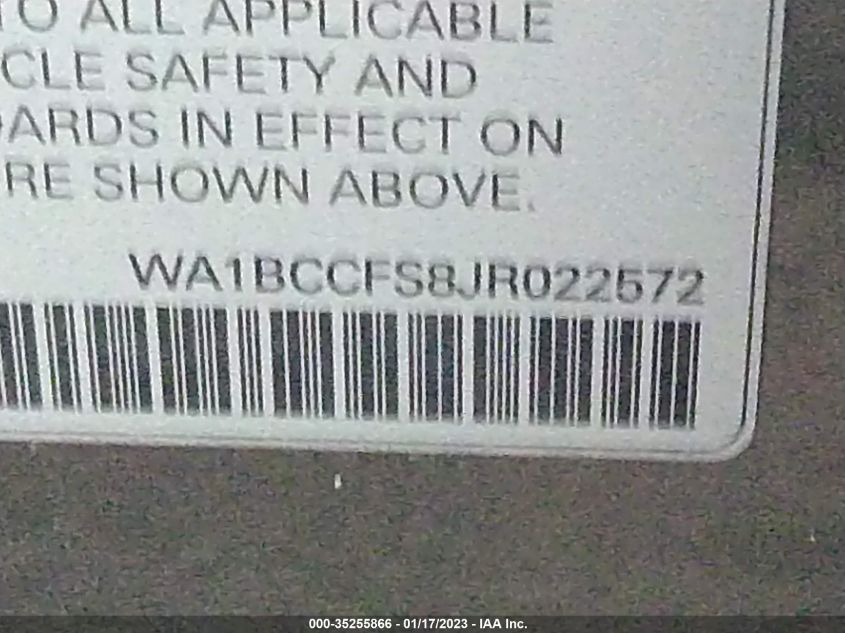 TO ALL APPLICABLE
CLE SAFETY AND
DARDS IN EFFECT ON
RE SHOWN ABOVE.
WA1BCCFS8JR022572
000-35255866 - 01/17/2023 - IAA Inc.